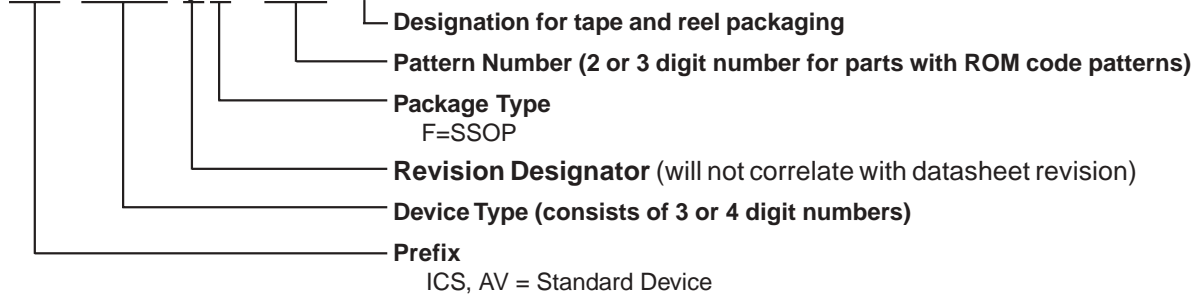 Designation for tape and reel packaging
Pattern Number (2 or 3 digit number for parts with ROM code patterns)
Package Type
F=SSOP
Revision Designator (will not correlate with datasheet revision)
Device Type (consists of 3 or 4 digit numbers)
Prefix
ICS, AV = Standard Device